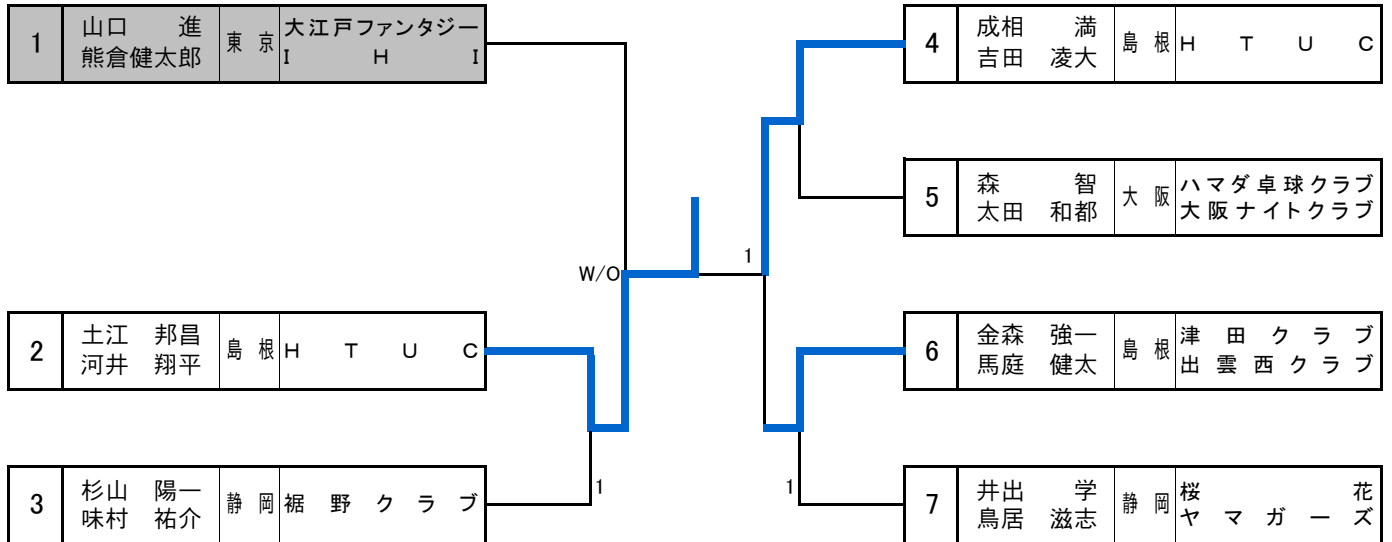 1 山口 進 東京 大江戸ファンタジー
熊倉健太郎 IHI
2 土江 邦昌 島根 HTUC
河井 翔平
3 杉山 陽一 静岡 裾野クラブ
味村 祐介
W/O
1
1
1
4 成相 満 島根 HTUC
吉田 凌大
5 森 智 大阪 ハマダ卓球クラブ
太田 和都 大阪ナイトクラブ
6 金森 強一 島根 津田クラブ
馬庭 健太 出雲西クラブ
7 井出 学 静岡 桜花
鳥居 滋志 ヤマガーズ